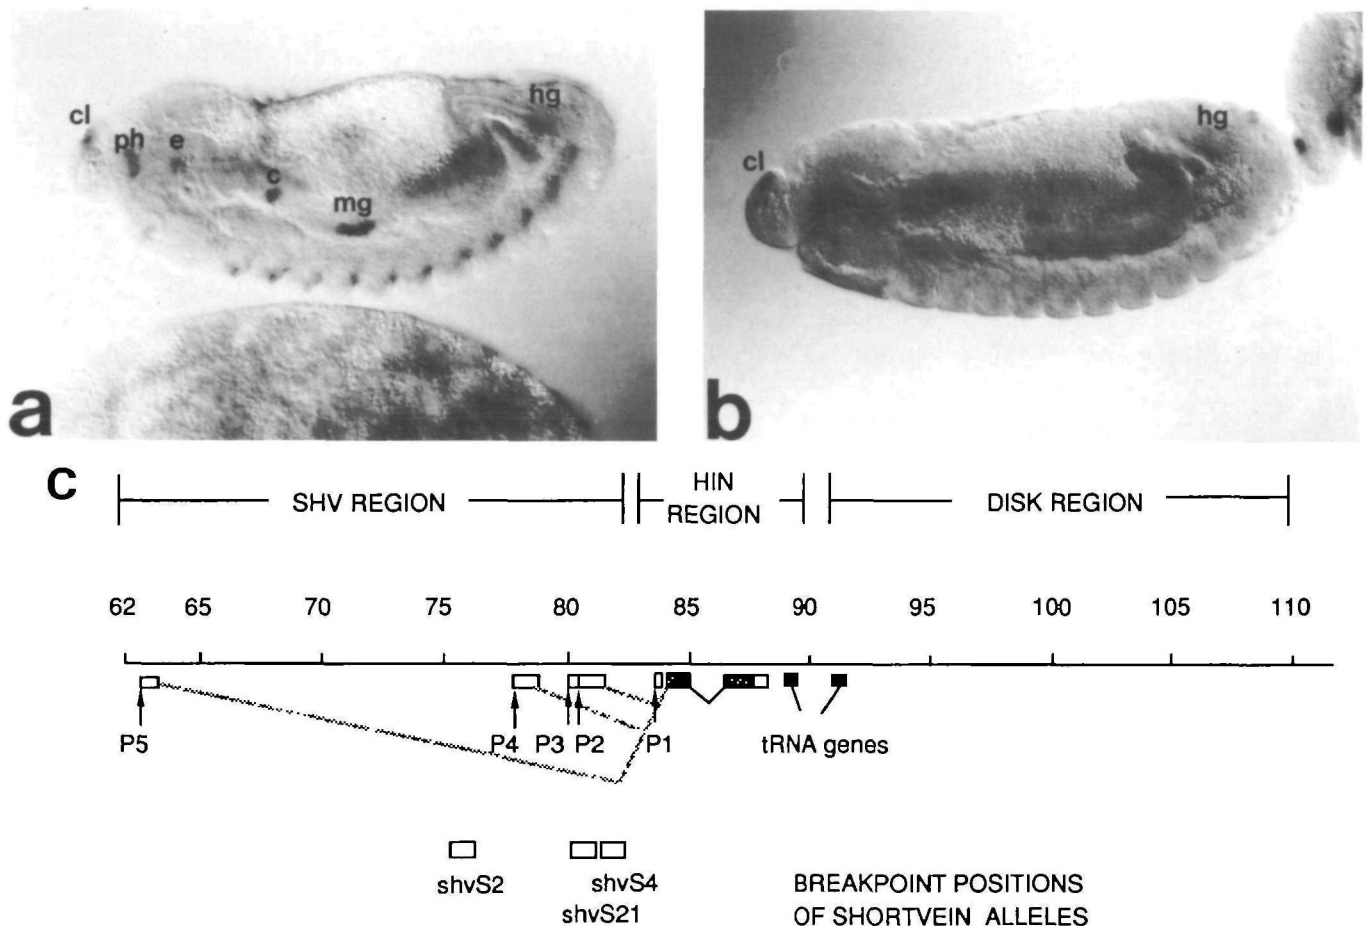 cl
ph
e
c
mg
hg
a
cl
hg
b
c
SHV REGION
HIN
REGION
DISK REGION
62 65 70 75 80 85 90 95 100 105 110
P5 P4 P3 P2 P1 tRNA genes
shvS2 shvS4
shvS21
BREAKPOINT POSITIONS
OF SHORTVEIN ALLELES